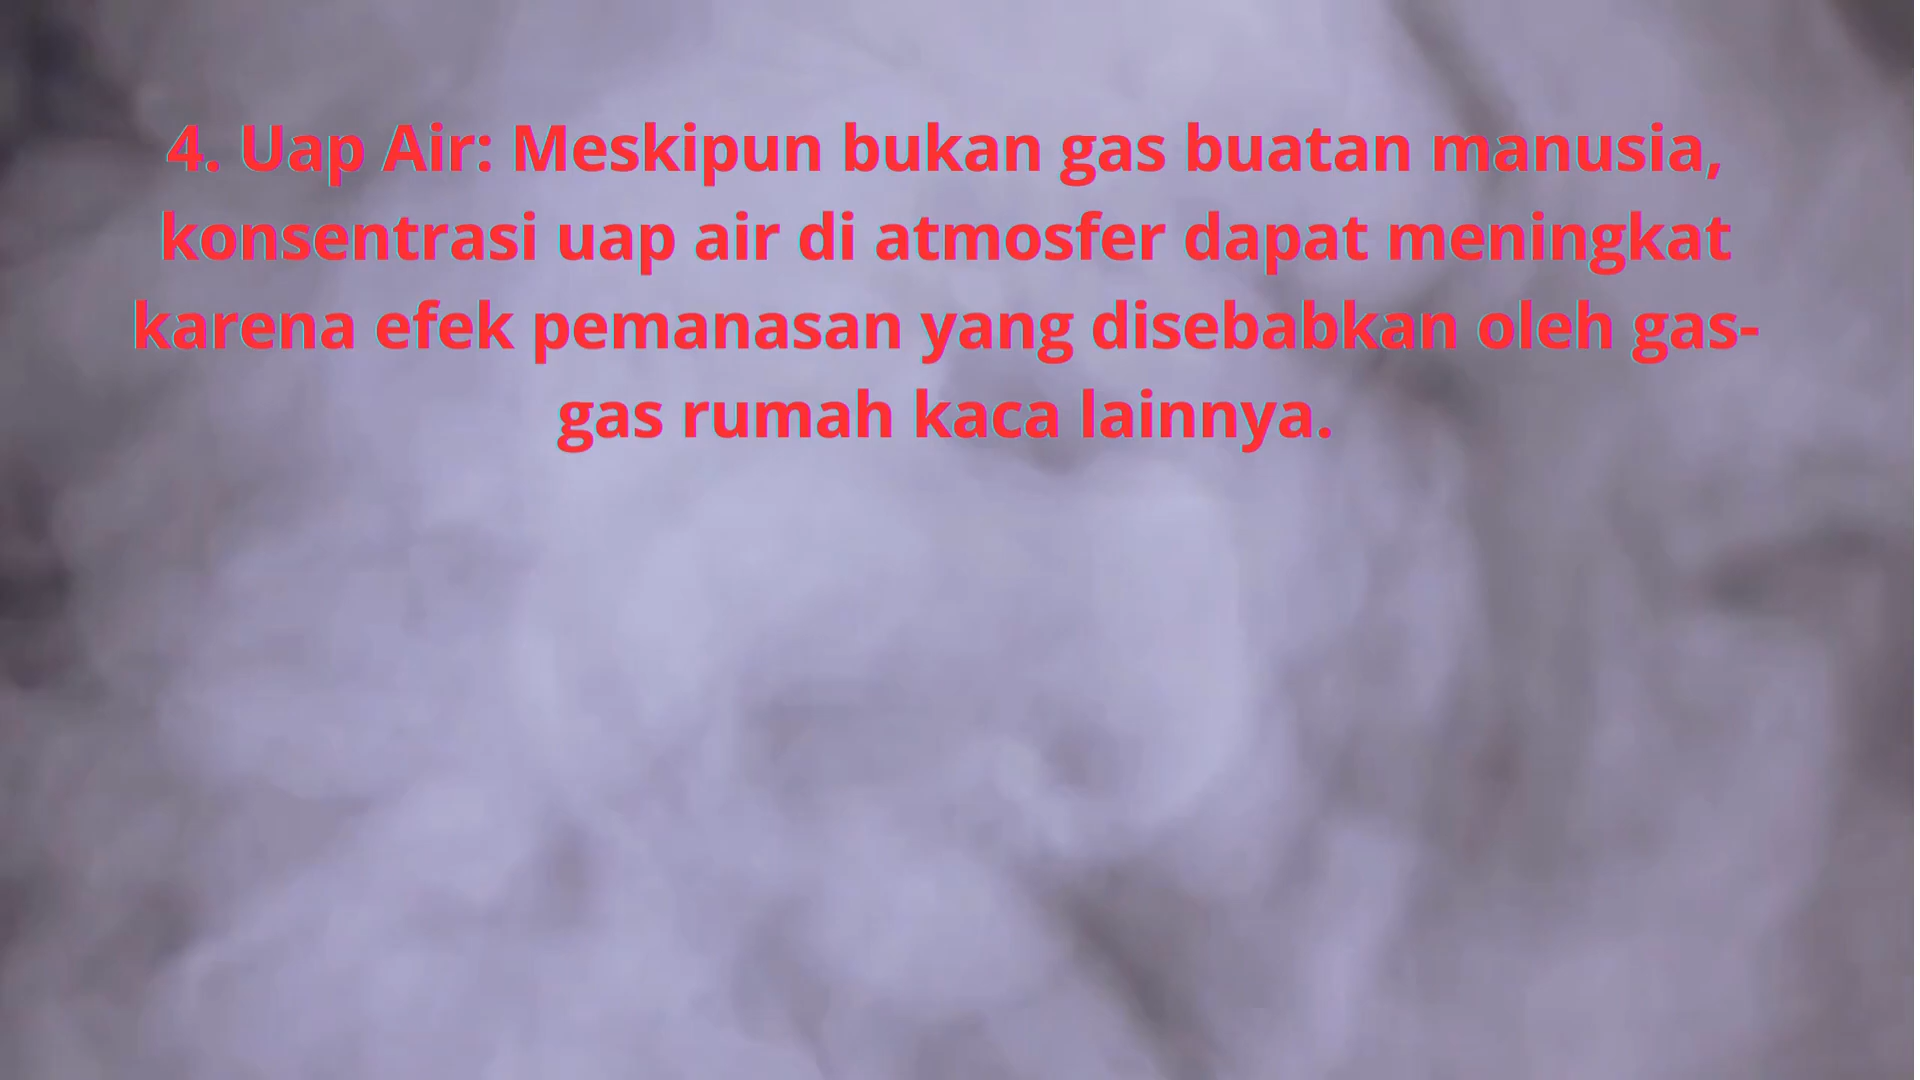 4. Uap Air: Meskipun bukan gas buatan manusia,
konsentrasi uap air di atmosfer dapat meningkat
karena efek pemanasan yang disebabkan oleh gas-
gas rumah kaca lainnya.